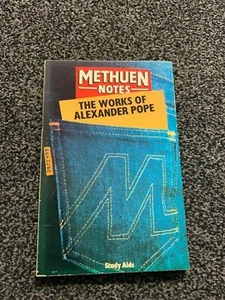 METHUEN
NOTES
THE WORKS OF
ALEXANDER POPE
M
Study Aids